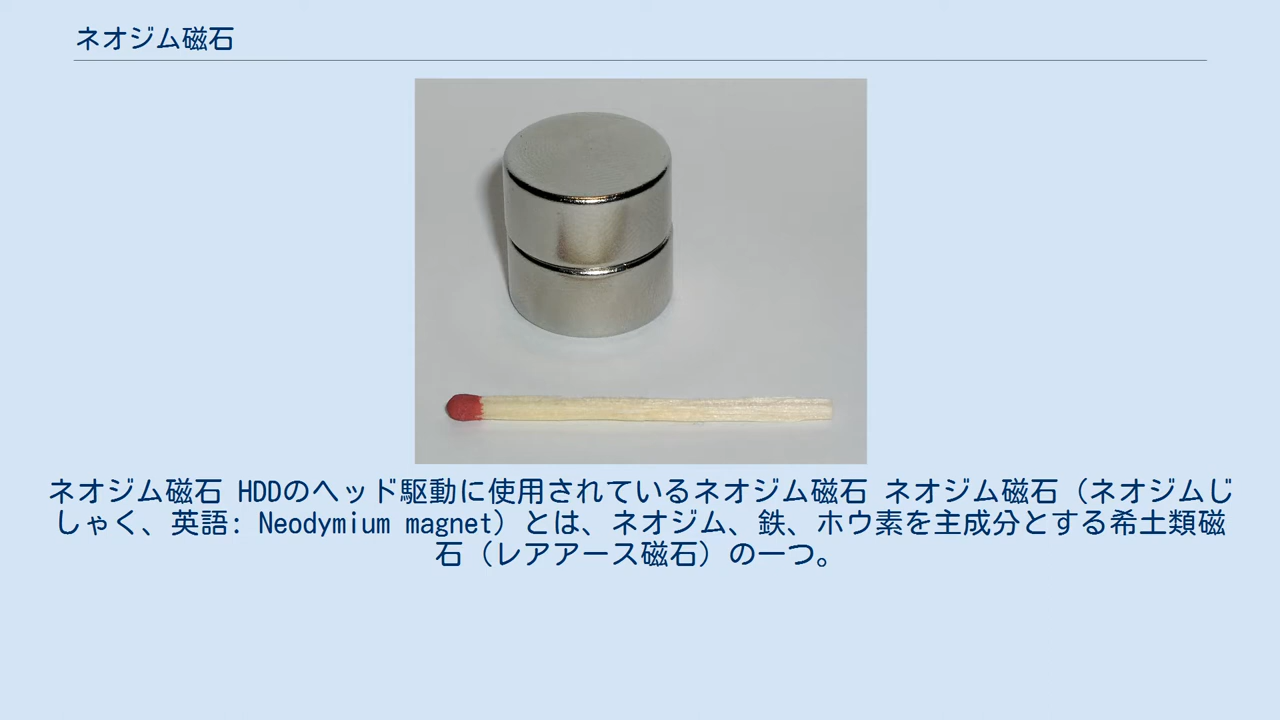 ネオジム磁石
ネオジム磁石 HDDのヘッド駆動に使用されているネオジム磁石 ネオジム磁石（ネオジムじ
しゃく、英語: Neodymium magnet）とは、ネオジム、鉄、ホウ素を主成分とする希土類磁
石（レアアース磁石）の一つ。